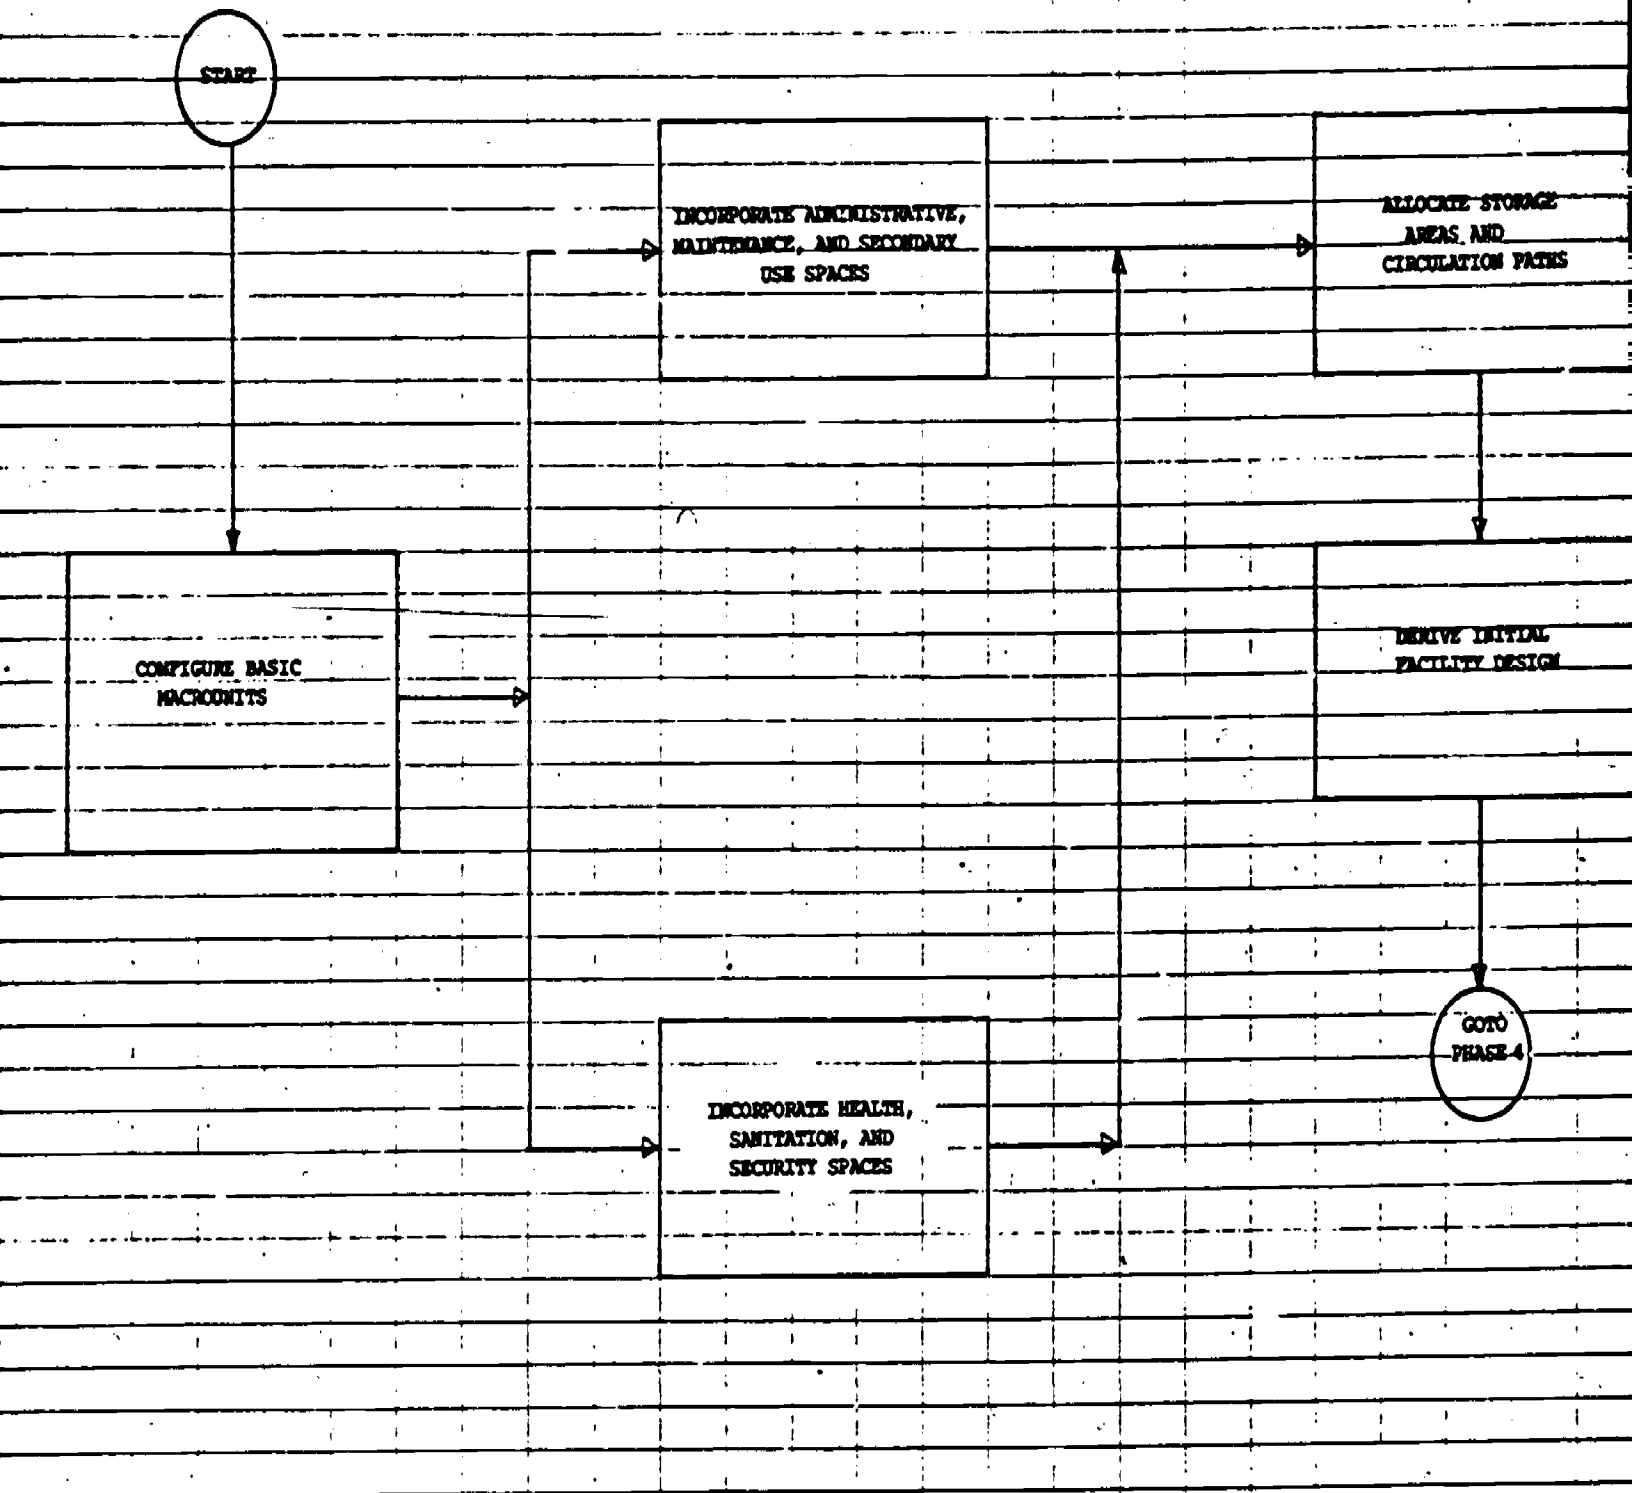 START
INCORPORATE ADMINISTRATIVE,
MAINTENANCE, AND SECONDARY
USE SPACES
ALLOCATE STORAGE
AREAS AND
CIRCULATION PATHS
CONFIGURE BASIC
MACROUNITS
DERIVE INITIAL
FACILITY DESIGN
INCORPORATE HEALTH,
SANITATION, AND
SECURITY SPACES
GOTO
PHASE 4